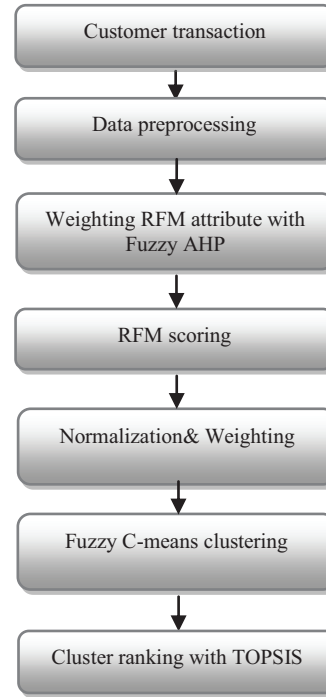 Customer transaction
Data preprocessing
Weighting RFM attribute with
Fuzzy AHP
RFM scoring
Normalization& Weighting
Fuzzy C-means clustering
Cluster ranking with TOPSIS